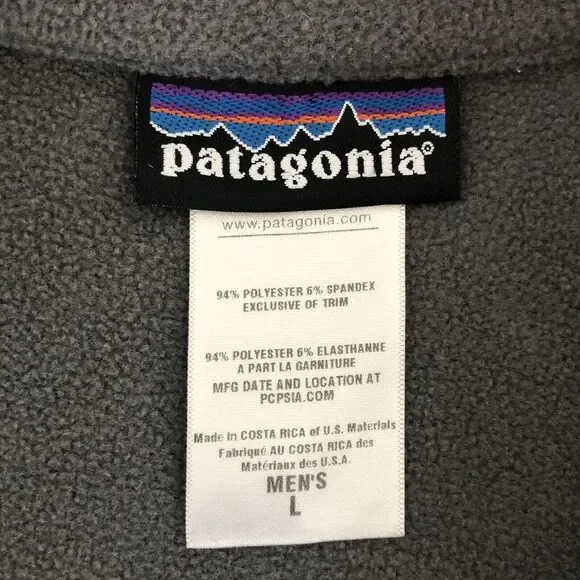 patagonia®
www.patagonia.com
94% POLYESTER 6% SPANDEX
EXCLUSIVE OF TRIM
94% POLYESTER 6% ELASTHANNE
A PART LA GARNITURE
MFG DATE AND LOCATION AT
PCPSIA.COM
Made in COSTA RICA of U.S. Materials
Fabriqué AU COSTA RICA des
Matériaux des U.S.A.
MEN'S
L